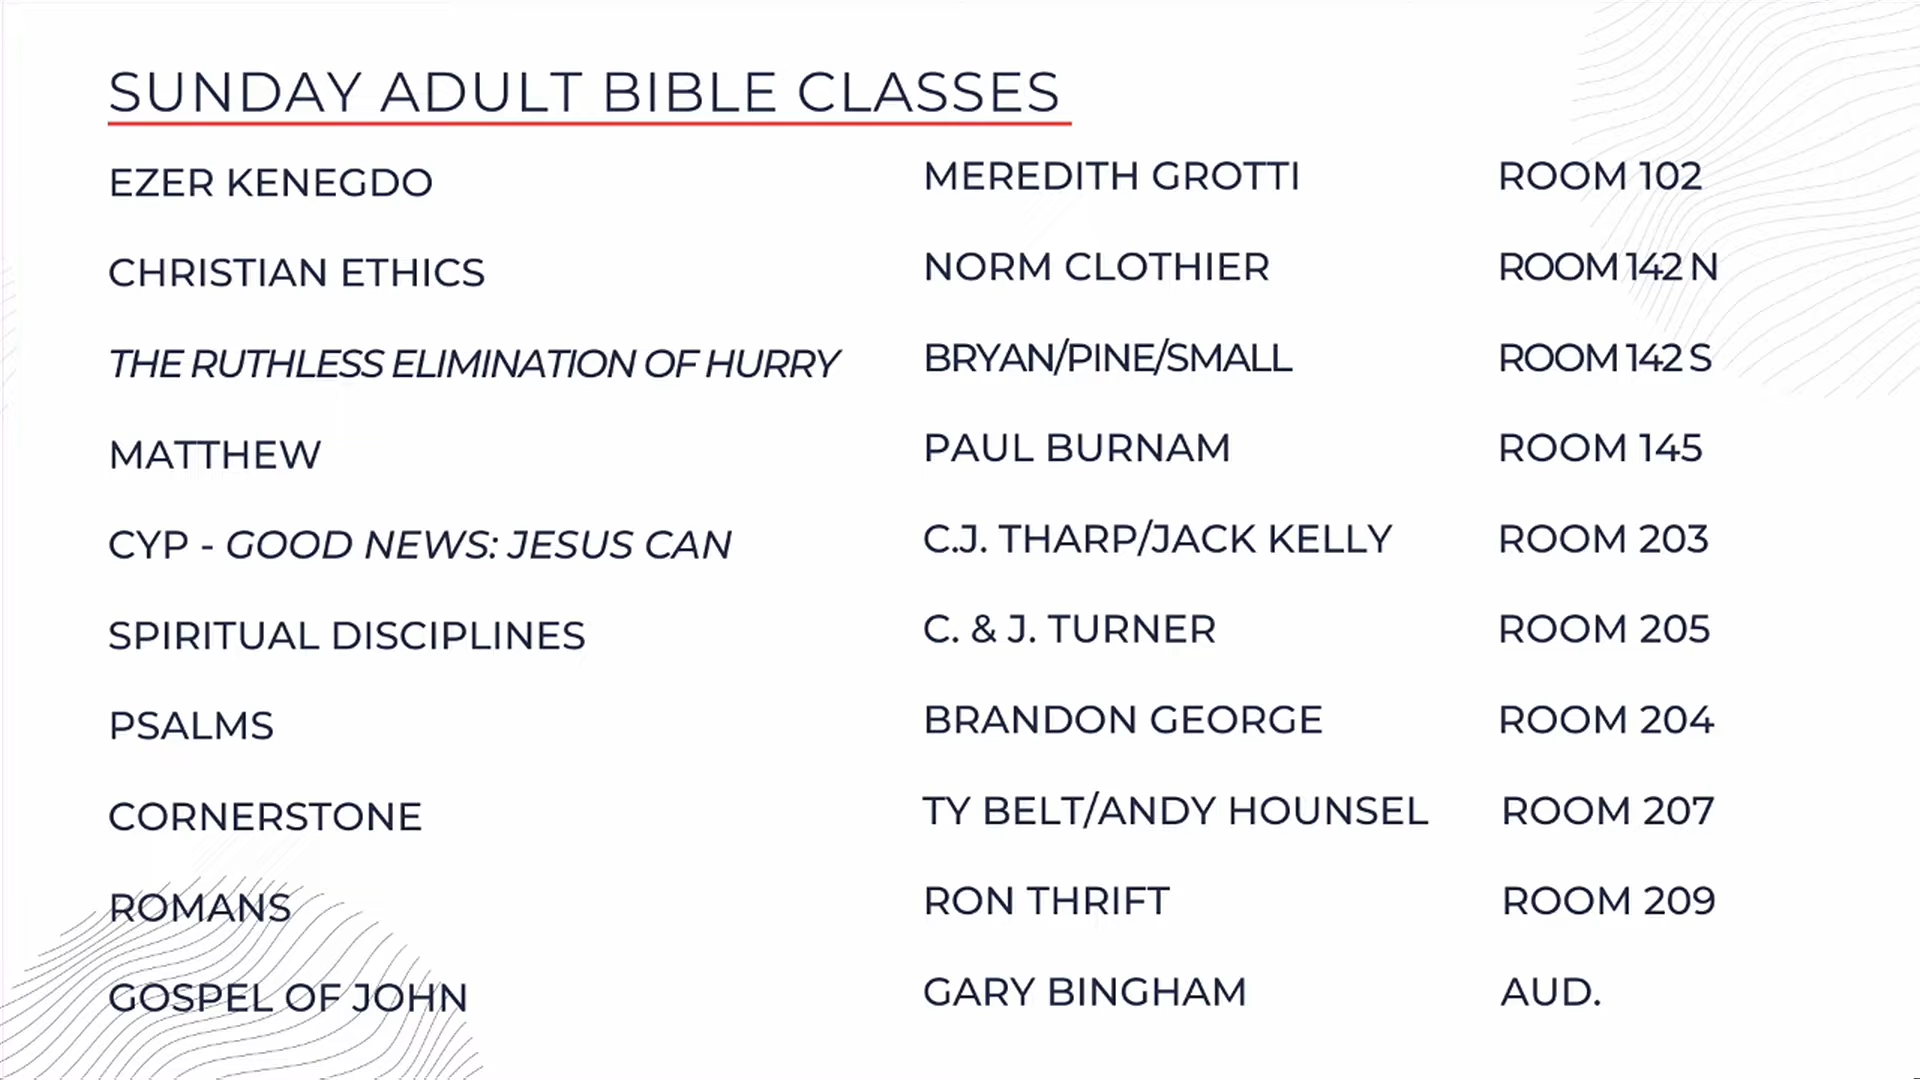 SUNDAY ADULT BIBLE CLASSES
EZER KENEGDO MEREDITH GROTTI ROOM 102
CHRISTIAN ETHICS NORM CLOTHIER ROOM 142 N
THE RUTHLESS ELIMINATION OF HURRY BRYAN/PINE/SMALL ROOM 142 S
MATTHEW PAUL BURNAM ROOM 145
CYP - GOOD NEWS: JESUS CAN C.J. THARP/JACK KELLY ROOM 203
SPIRITUAL DISCIPLINES C. & J. TURNER ROOM 205
PSALMS BRANDON GEORGE ROOM 204
CORNERSTONE TY BELT/ANDY HOUNSEL ROOM 207
ROMANS RON THRIFT ROOM 209
GOSPEL OF JOHN GARY BINGHAM AUD.